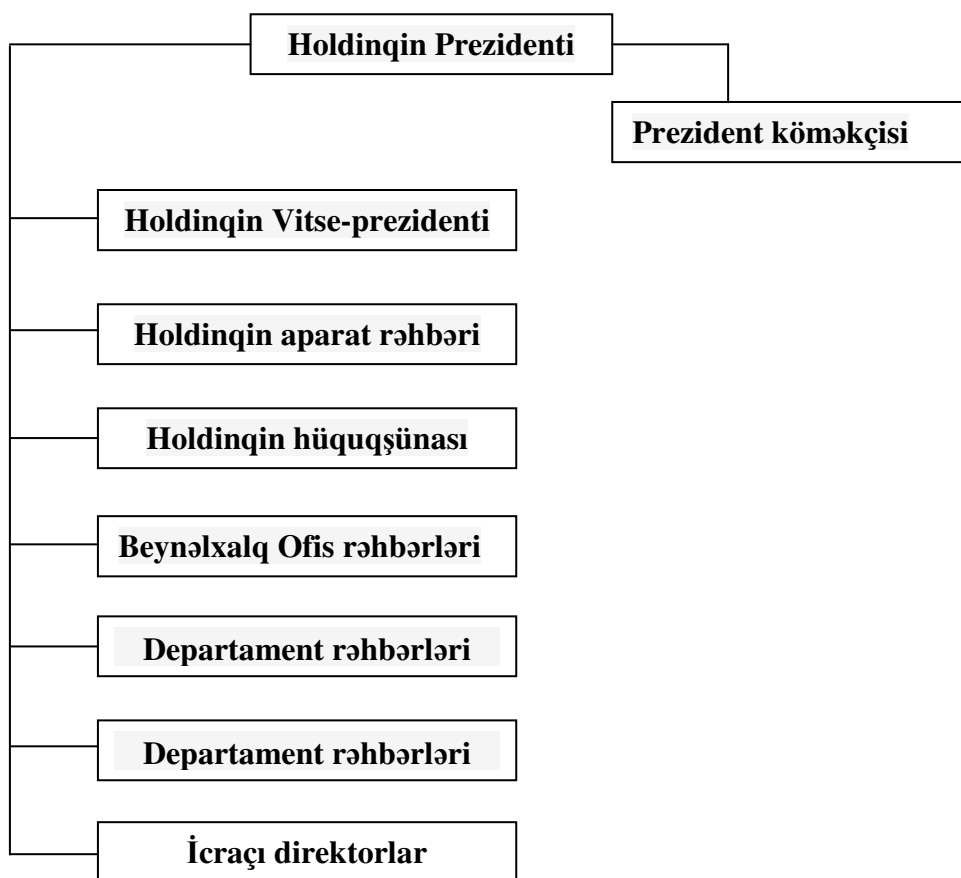 Holdinqin Prezidenti
Prezident köməkçisi
Holdinqin Vitse-prezidenti
Holdinqin aparat rəhbəri
Holdinqin hüquqşünası
Beynəlxalq Ofis rəhbərləri
Departament rəhbərləri
Departament rəhbərləri
İcraçı direktorlar